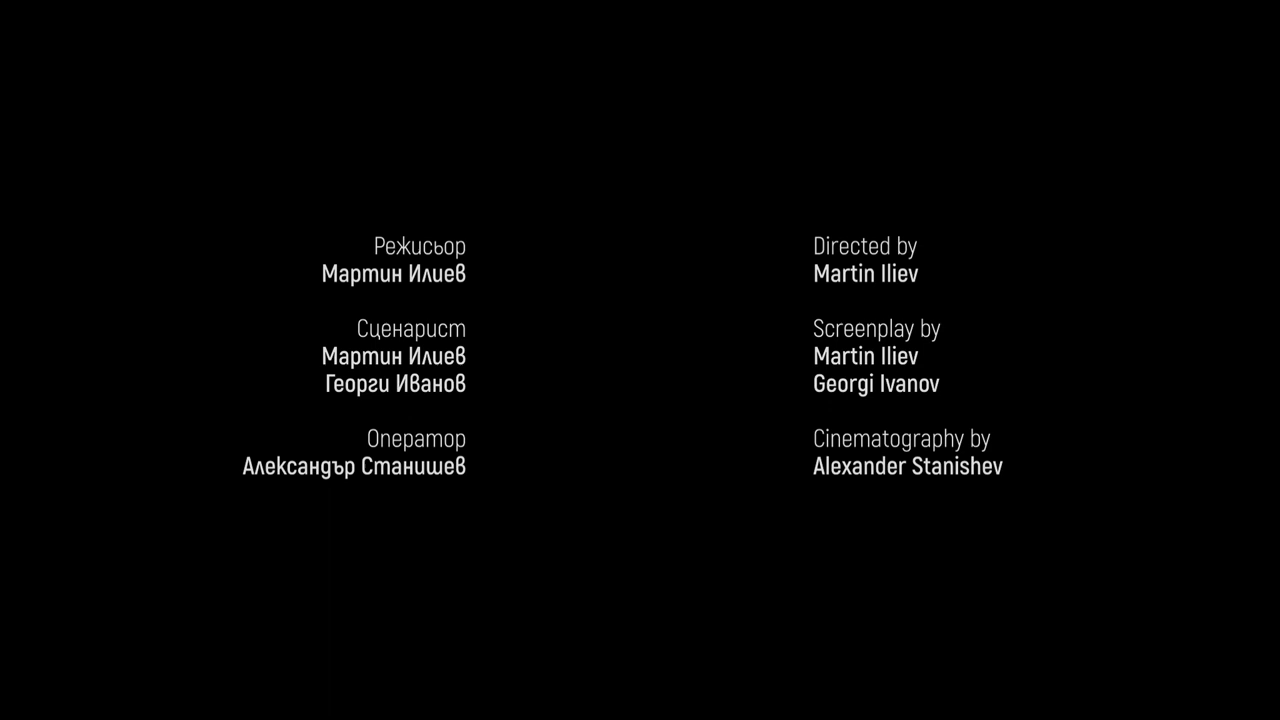 Режисьор
Мартин Илиев
Сценарист
Мартин Илиев
Георги Иванов
Оператор
Александър Станишев
Directed by
Martin Iliev
Screenplay by
Martin Iliev
Georgi Ivanov
Cinematography by
Alexander Stanishev